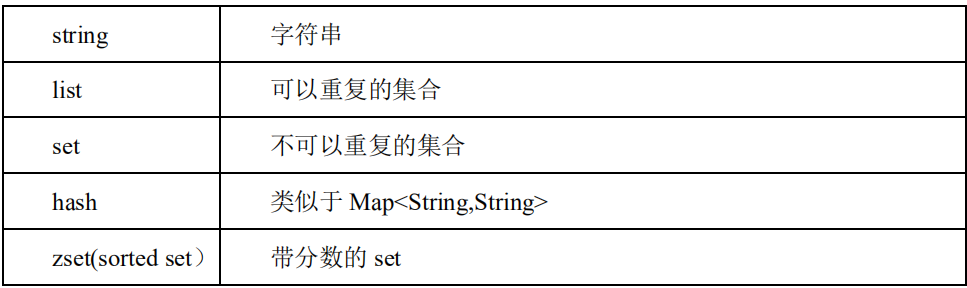 string 字符串
list 可以重复的集合
set 不可以重复的集合
hash 类似于 Map<String,String>
zset(sorted set） 带分数的 set